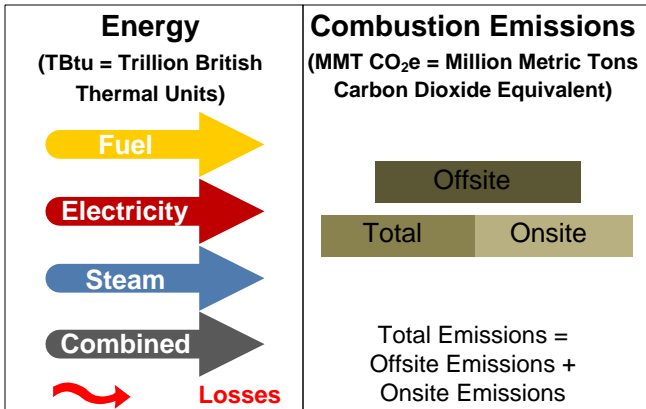 Energy
(TBtu = Trillion British
Thermal Units)
Fuel
Electricity
Steam
Combined
Losses
Combustion Emissions
(MMT CO₂e = Million Metric Tons
Carbon Dioxide Equivalent)
Offsite
Total
Onsite
Total Emissions =
Offsite Emissions +
Onsite Emissions